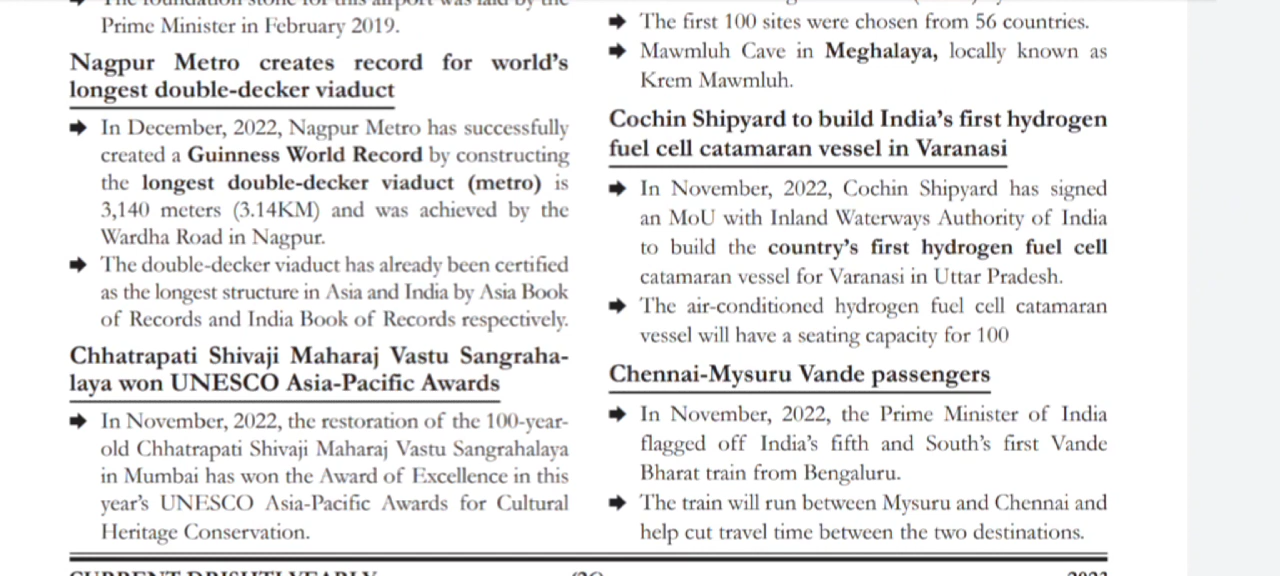 The foundation stone for this airport was laid by the
Prime Minister in February 2019.
Nagpur Metro creates record for world's
longest double-decker viaduct
➡ In December, 2022, Nagpur Metro has successfully
created a Guinness World Record by constructing
the longest double-decker viaduct (metro) is
3,140 meters (3.14KM) and was achieved by the
Wardha Road in Nagpur.
➡ The double-decker viaduct has already been certified
as the longest structure in Asia and India by Asia Book
of Records and India Book of Records respectively.
Chhatrapati Shivaji Maharaj Vastu Sangraha-
laya won UNESCO Asia-Pacific Awards
➡ In November, 2022, the restoration of the 100-year-
old Chhatrapati Shivaji Maharaj Vastu Sangrahalaya
in Mumbai has won the Award of Excellence in this
year's UNESCO Asia-Pacific Awards for Cultural
Heritage Conservation.
➡ The first 100 sites were chosen from 56 countries.
➡ Mawmluh Cave in Meghalaya, locally known as
Krem Mawmluh.
Cochin Shipyard to build India's first hydrogen
fuel cell catamaran vessel in Varanasi
➡ In November, 2022, Cochin Shipyard has signed
an MoU with Inland Waterways Authority of India
to build the country's first hydrogen fuel cell
catamaran vessel for Varanasi in Uttar Pradesh.
➡ The air-conditioned hydrogen fuel cell catamaran
vessel will have a seating capacity for 100
Chennai-Mysuru Vande passengers
➡ In November, 2022, the Prime Minister of India
flagged off India's fifth and South's first Vande
Bharat train from Bengaluru.
➡ The train will run between Mysuru and Chennai and
help cut travel time between the two destinations.
CURRENT DRISHTI YEARLY